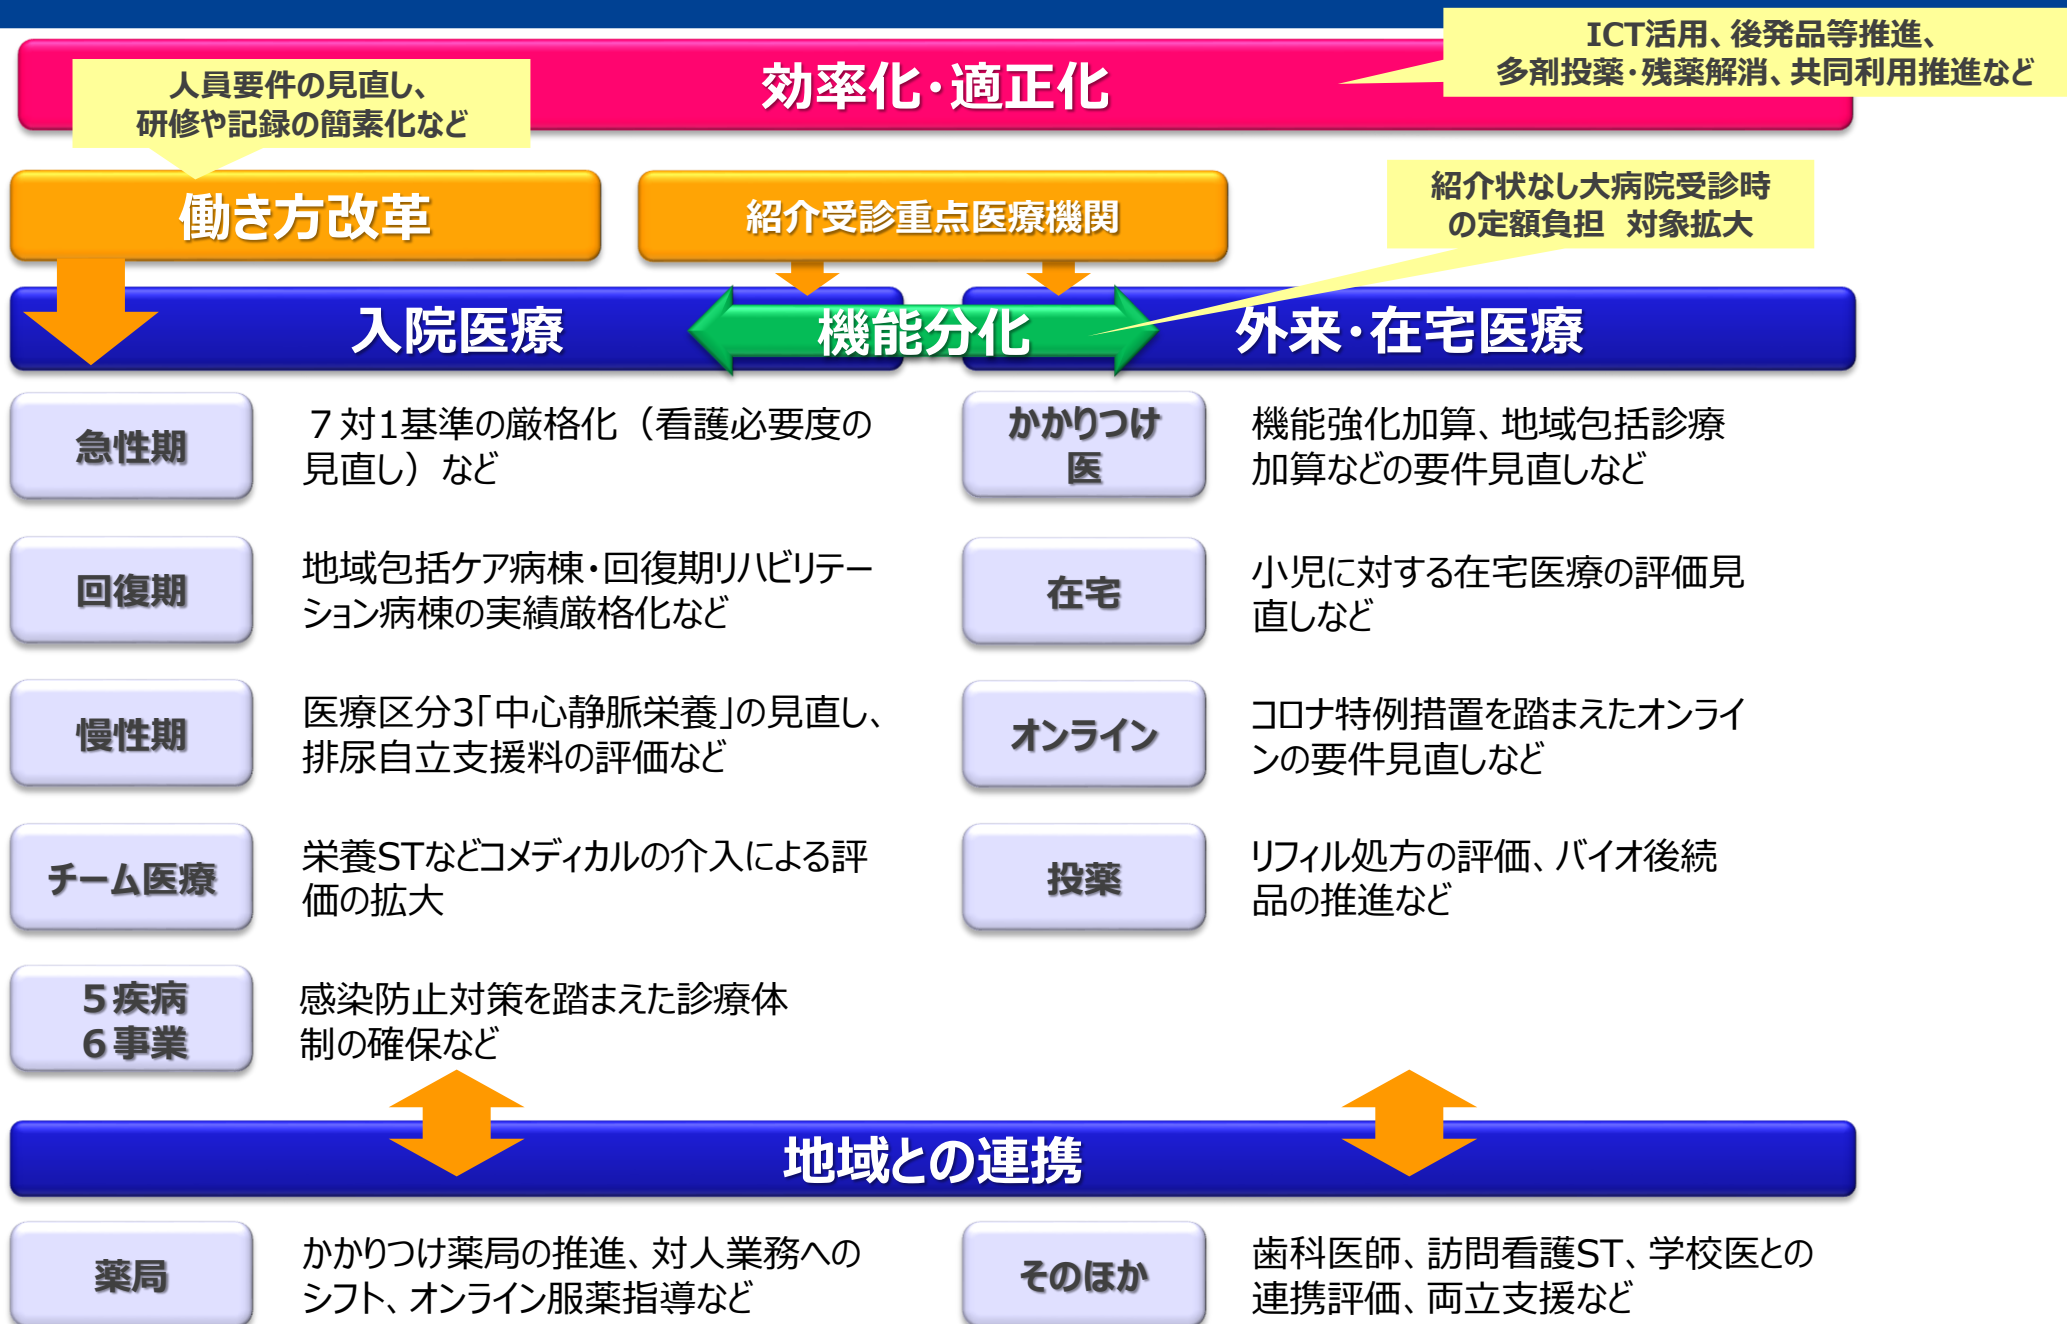 ICT活用、後発品等推進、
多剤投薬・残薬解消、共同利用推進など
効率化・適正化
人員要件の見直し、
研修や記録の簡素化など
働き方改革
紹介受診重点医療機関
紹介状なし大病院受診時
の定額負担　対象拡大
入院医療
機能分化
外来・在宅医療
急性期
７対1基準の厳格化（看護必要度の
見直し）など
回復期
地域包括ケア病棟・回復期リハビリテー
ション病棟の実績厳格化など
慢性期
医療区分3「中心静脈栄養」の見直し、
排尿自立支援料の評価など
チーム医療
栄養STなどコメディカルの介入による評
価の拡大
５疾病
６事業
感染防止対策を踏まえた診療体
制の確保など
かかりつけ
医
機能強化加算、地域包括診療
加算などの要件見直しなど
在宅
小児に対する在宅医療の評価見
直しなど
オンライン
コロナ特例措置を踏まえたオンライ
ンの要件見直しなど
投薬
リフィル処方の評価、バイオ後続
品の推進など
地域との連携
薬局
かかりつけ薬局の推進、対人業務への
シフト、オンライン服薬指導など
そのほか
歯科医師、訪問看護ST、学校医との
連携評価、両立支援など